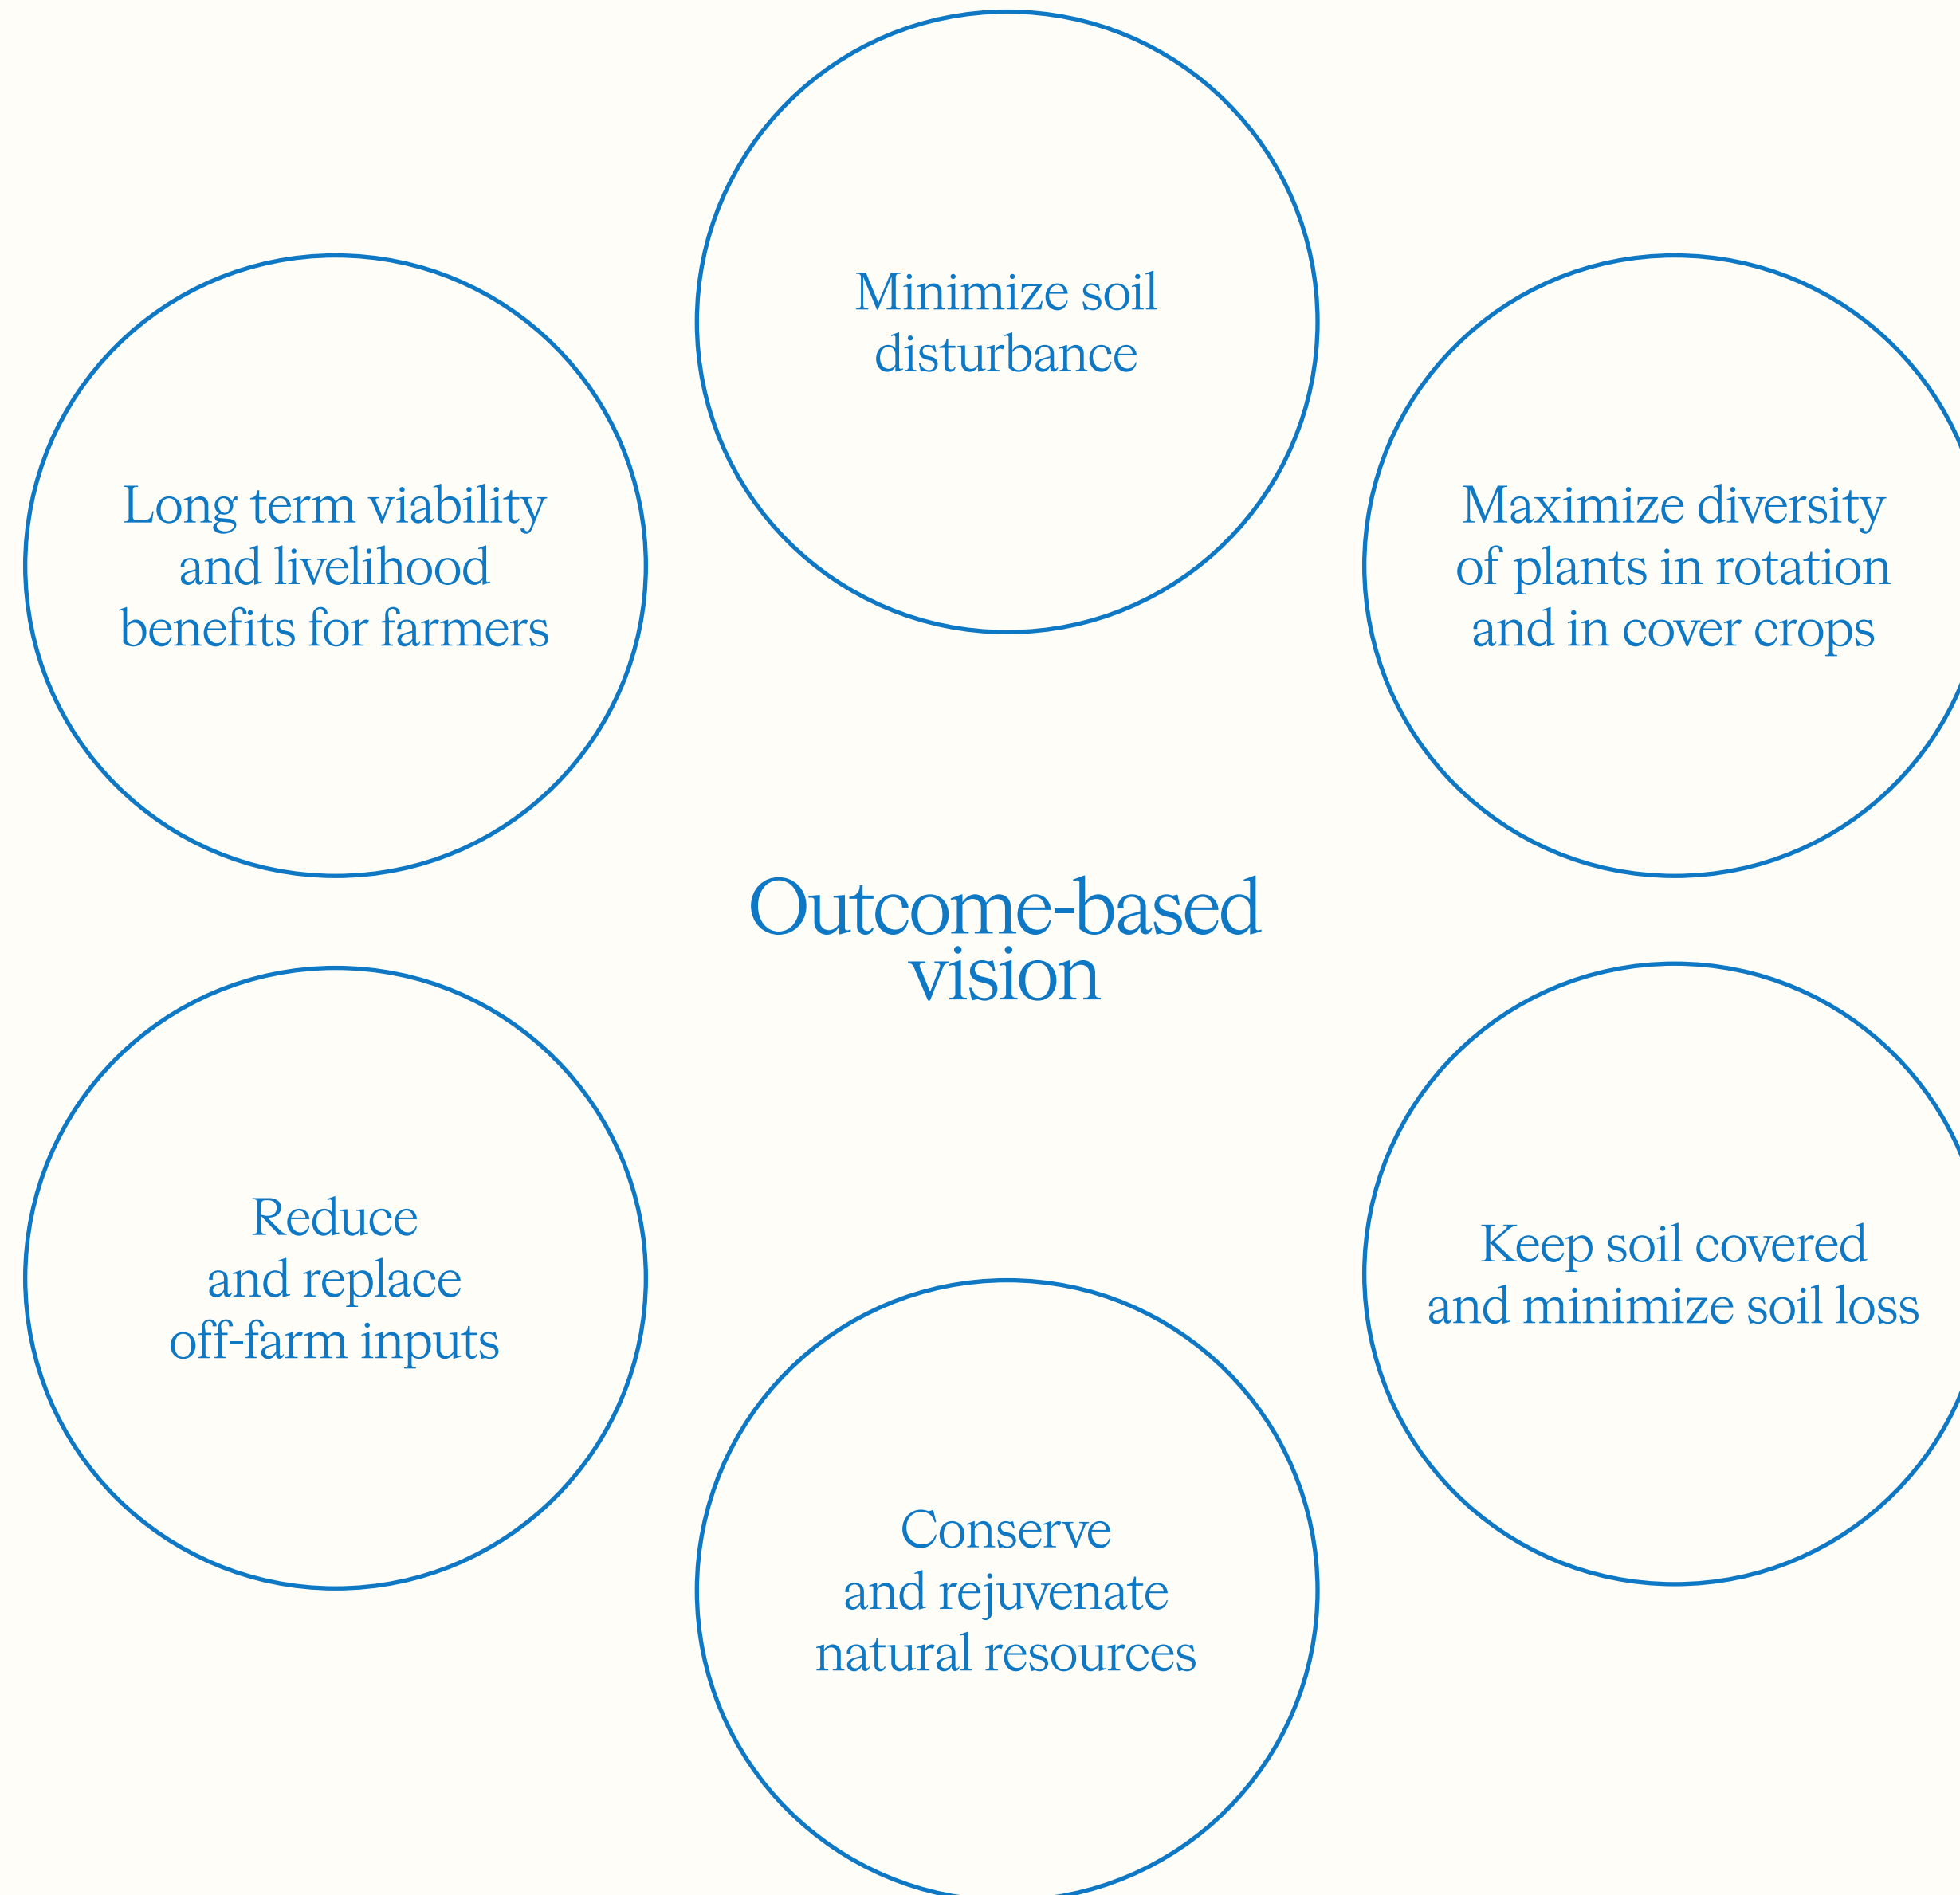 Minimize soil
disturbance
Long term viability
and livelihood
benefits for farmers
Maximize diversity
of plants in rotation
and in cover crops
Outcome-based
vision
Reduce
and replace
off-farm inputs
Keep soil covered
and minimize soil loss
Conserve
and rejuvenate
natural resources